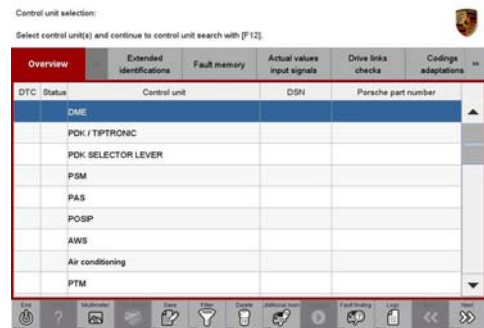 Control unit selection:
Select control unit(s) and continue to control unit search with [F12].
Overview
Extended identifications
Fault memory
Actual values input signals
Drive links checks
Codings adaptations
DTC Status Control unit DSN Porsche part number
DME
PDK / TIPTRONIC
PDK SELECTOR LEVER
PSM
PAS
POSIP
AWS
Air conditioning
PTM
End
Multimeter
Save
Filter
Delete
Additional menu
Fault finding
Logs
Next